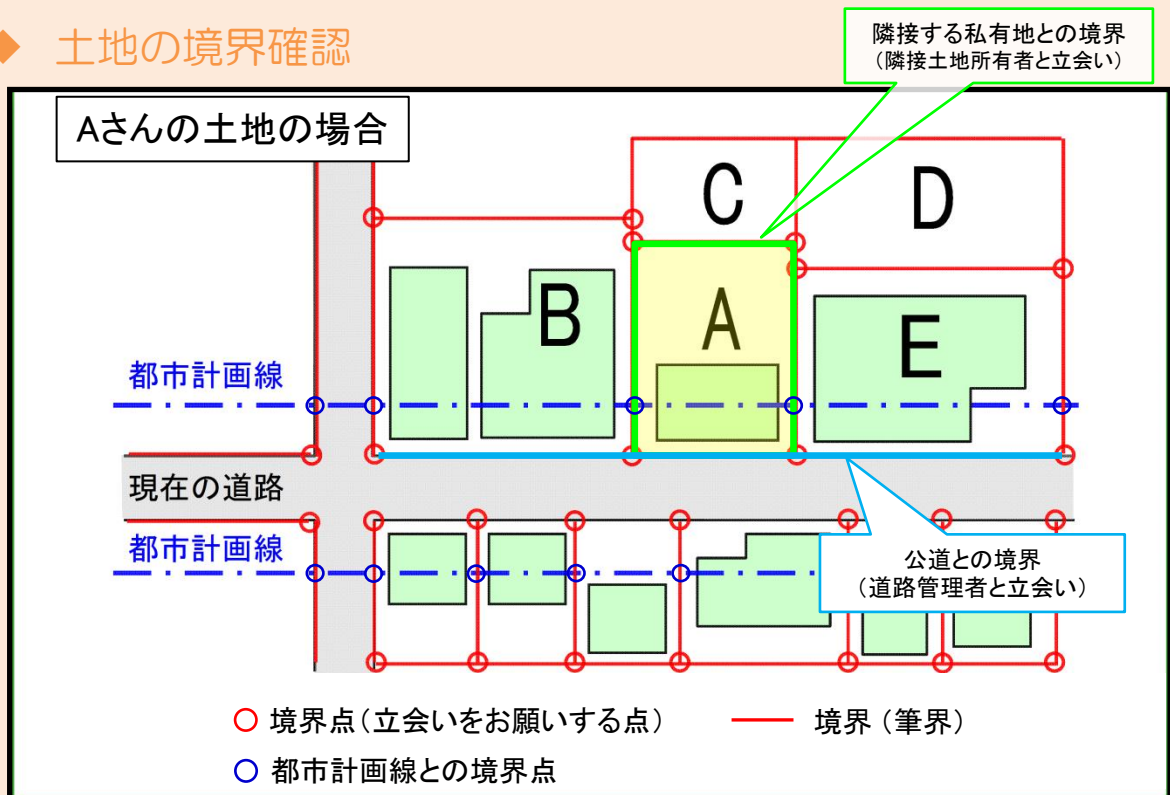 ◆ 土地の境界確認
隣接する私有地との境界
(隣接土地所有者と立会い)
Aさんの土地の場合
C
D
B
A
E
都市計画線
現在の道路
都市計画線
公道との境界
(道路管理者と立会い)
境界点(立会いをお願いする点)
境界(筆界)
都市計画線との境界点